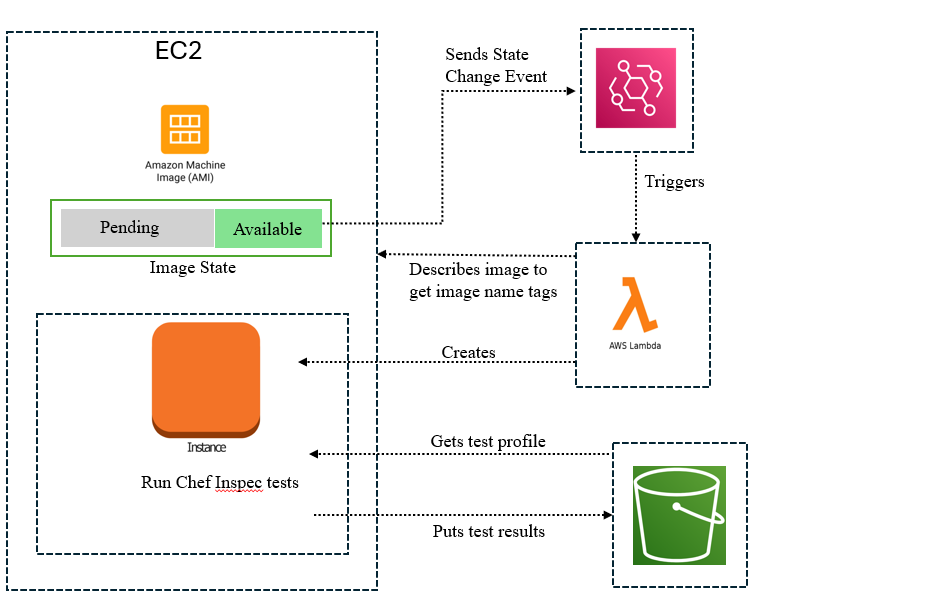 EC2
Sends State
Change Event
Amazon Machine
Image (AMI)
Triggers
Pending
Available
Image State
Describes image to
get image name tags
AWS Lambda
Creates
Instance
Gets test profile
Run Chef Inspec tests
Puts test results